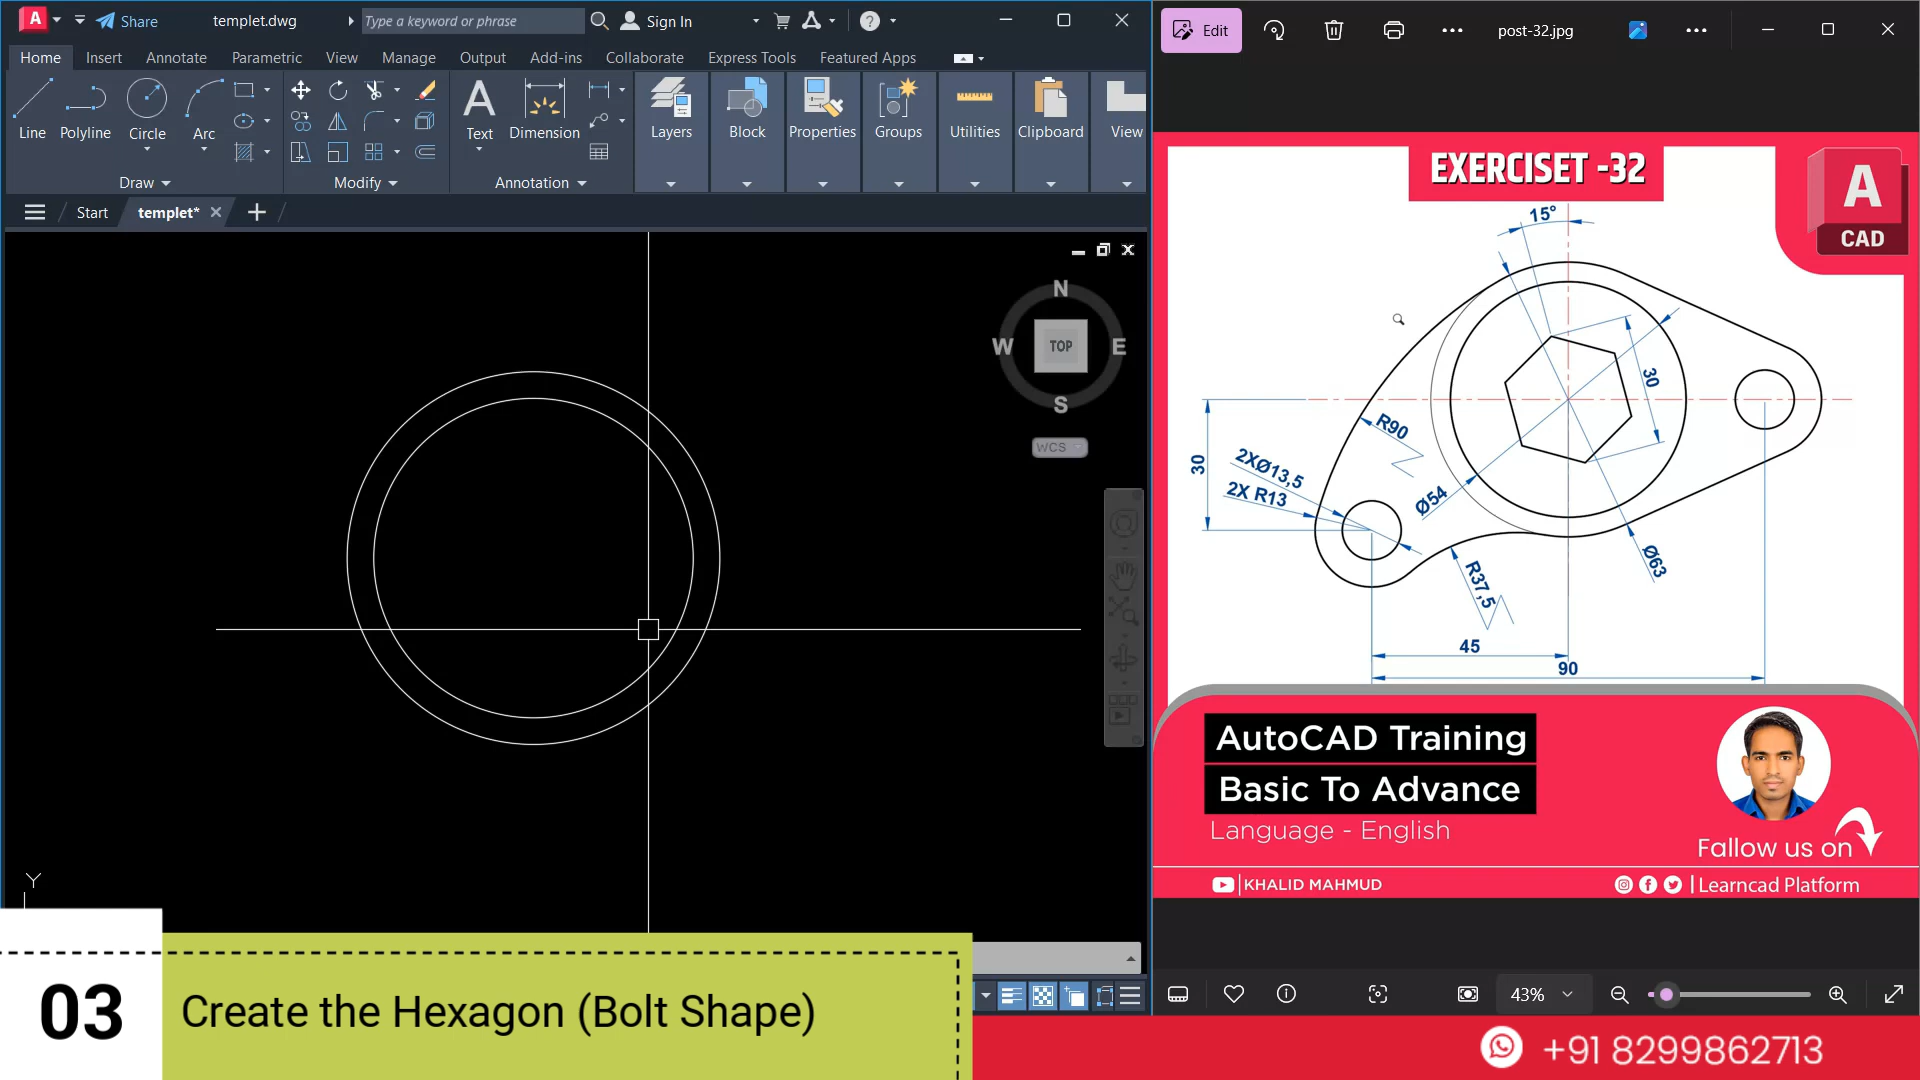 A
Share
templet.dwg
Type a keyword or phrase
Sign In
?
Home
Insert
Annotate
Parametric
View
Manage
Output
Add-ins
Collaborate
Express Tools
Featured Apps
Line
Polyline
Circle
Arc
A
Text
Dimension
Layers
Block
Properties
Groups
Utilities
Clipboard
View
Draw
Modify
Annotation
Start
templet*
N
W
TOP
E
S
WCS
Y
03
Create the Hexagon (Bolt Shape)
Edit
post-32.jpg
EXERCISET -32
A
CAD
15°
30
R90
30
2XØ13,5
2X R13
Ø54
Ø63
R37,5
45
90
AutoCAD Training
Basic To Advance
Language - English
Fallow us on
KHALID MAHMUD
Learncad Platform
43%
+91 8299862713